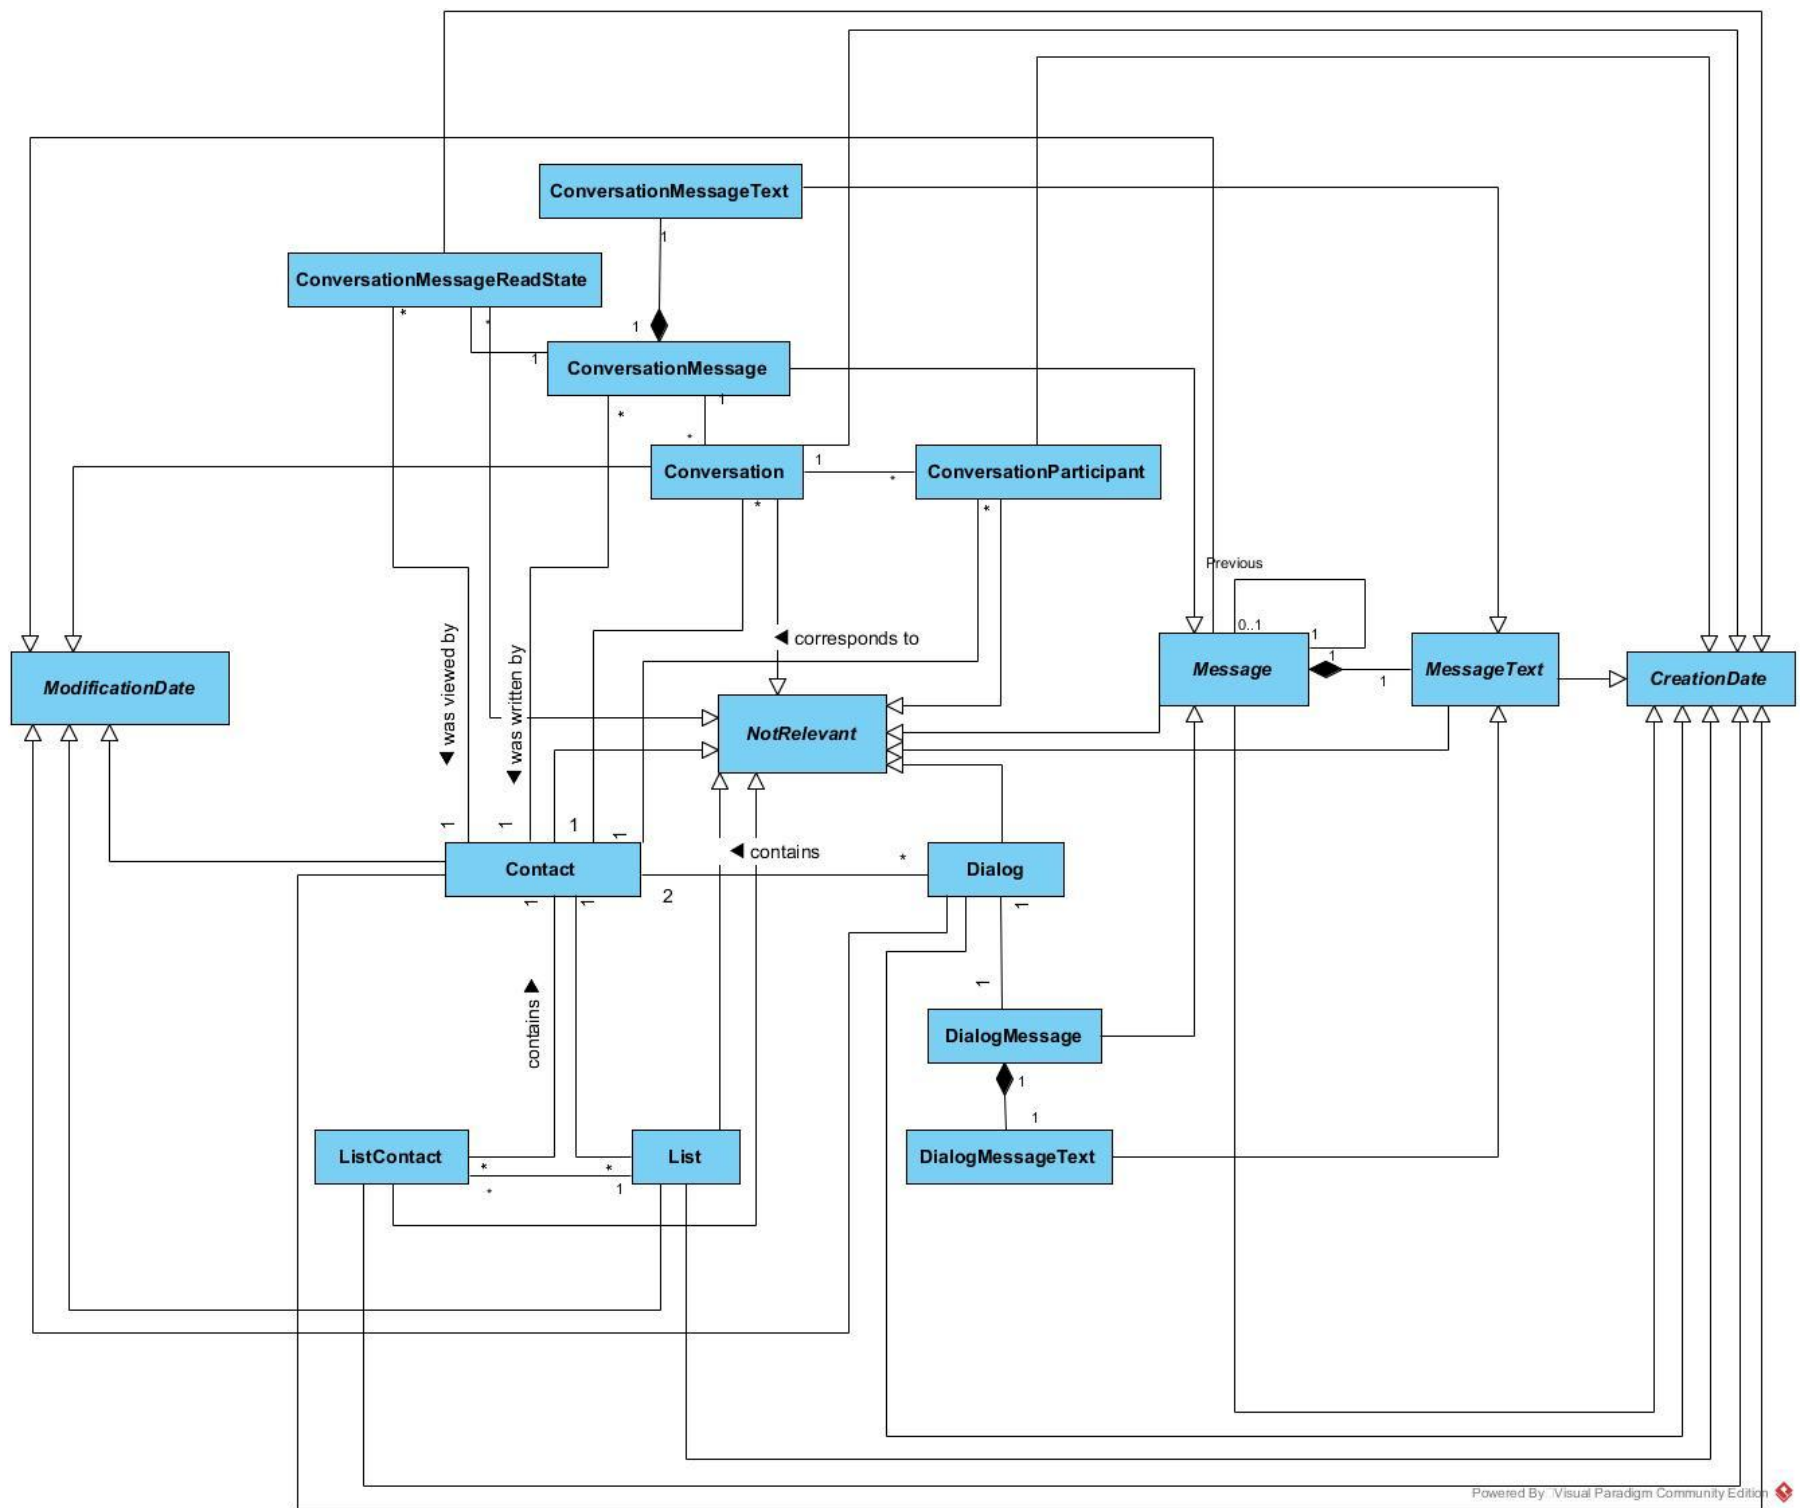 ConversationMessageText
1
ConversationMessageReadState
*
*
1
1
ConversationMessage
*
1
*
Conversation
1
*
ConversationParticipant
*
*
Previous
0..1
1
Message
1
1
MessageText
CreationDate
ModificationDate
was viewed by
was written by
corresponds to
NotRelevant
1
1
1
1
contains
*
Contact
2
Dialog
1
1
1
1
contains
DialogMessage
1
1
ListContact
*
*
List
*
1
DialogMessageText
Powered By Visual Paradigm Community Edition